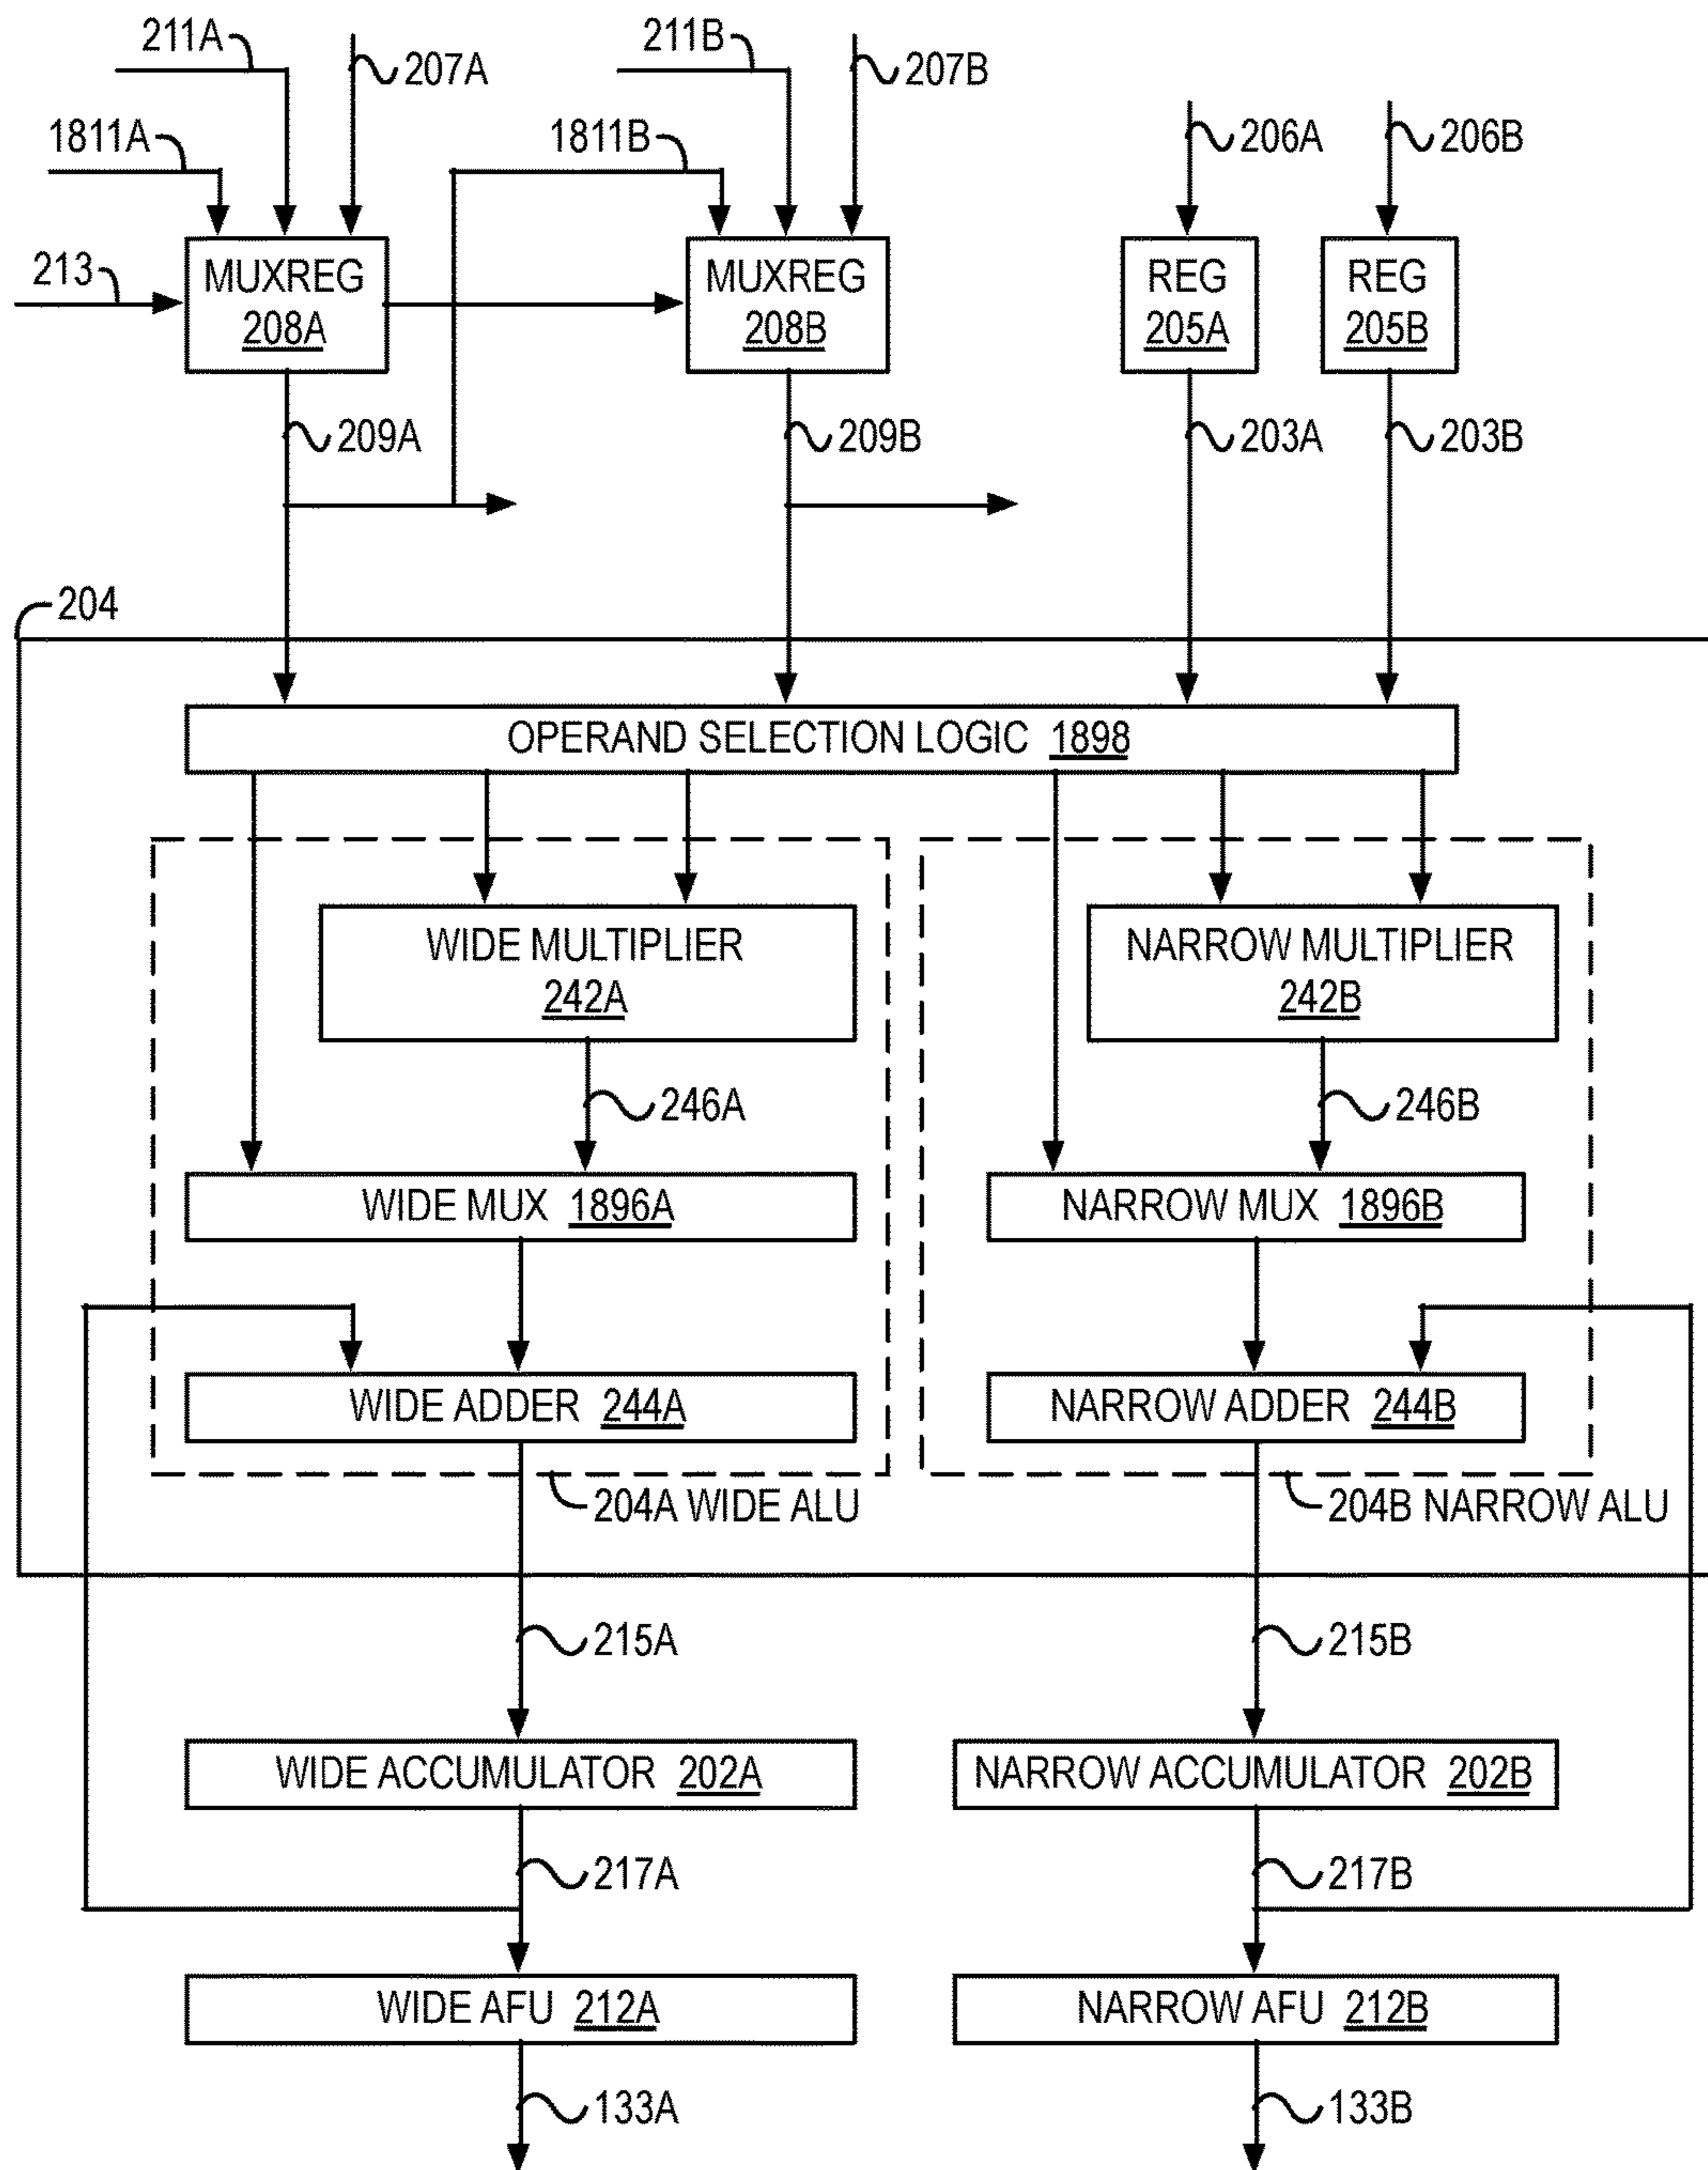 211A
207A
211B
207B
1811A
1811B
206A
206B
213
MUXREG
208A
MUXREG
208B
REG
205A
REG
205B
209A
209B
203A
203B
204
OPERAND SELECTION LOGIC 1898
WIDE MULTIPLIER
242A
NARROW MULTIPLIER
242B
246A
246B
WIDE MUX 1896A
NARROW MUX 1896B
WIDE ADDER 244A
NARROW ADDER 244B
204A WIDE ALU
204B NARROW ALU
215A
215B
WIDE ACCUMULATOR 202A
NARROW ACCUMULATOR 202B
217A
217B
WIDE AFU 212A
NARROW AFU 212B
133A
133B